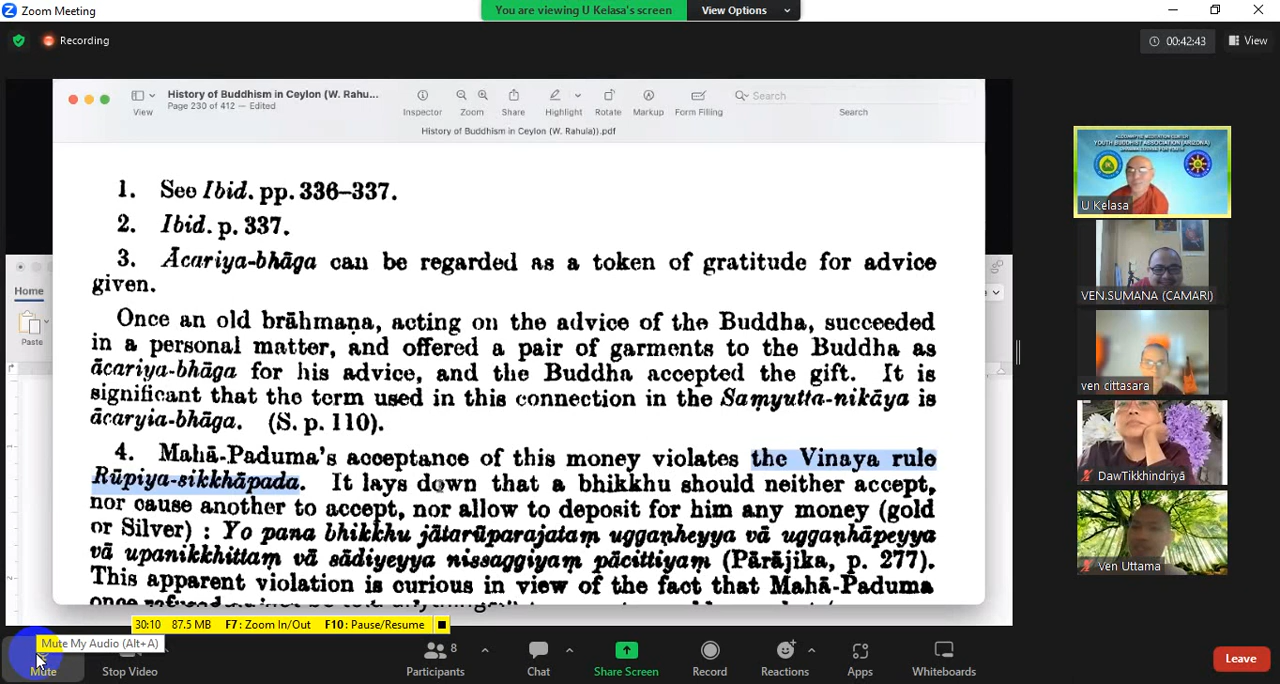 Zoom Meeting
You are viewing U Kelasa's screen
View Options
Recording
00:42:43
View
History of Buddhism in Ceylon (W. Rahu...
Page 230 of 412 — Edited
View
Inspector
Zoom
Share
Highlight
Rotate
Markup
Form Filling
Search
Search
History of Buddhism in Ceylon (W. Rahula)).pdf
1. See Ibid. pp. 336–337.
2. Ibid. p. 337.
3. Ācariya-bhāga can be regarded as a token of gratitude for advice
given.
Once an old brāhmaṇa, acting on the advice of the Buddha, succeeded
in a personal matter, and offered a pair of garments to the Buddha as
ācariya-bhāga for his advice, and the Buddha accepted the gift. It is
significant that the term used in this connection in the Saṃyutta-nikāya is
ācaryia-bhāga. (S. p. 110).
4. Mahā-Paduma's acceptance of this money violates the Vinaya rule
Rūpiya-sikkhāpada. It lays down that a bhikkhu should neither accept,
nor cause another to accept, nor allow to deposit for him any money (gold
or Silver) : Yo pana bhikkhu jātarūparajataṃ uggaṇheyya vā uggaṇhāpeyya
vā upanikkhittaṃ vā sādiyeyya nissaggiyaṃ pācittiyaṃ (Pārājika, p. 277).
This apparent violation is curious in view of the fact that Mahā-Paduma
Home
Paste
YOUTH BUDDHIST ASSOCIATION (ARIZONA)
U Kelasa
VEN.SUMANA (CAMARI)
ven cittasara
DawTikkhindriyā
Ven Uttama
30:10 87.5 MB F7: Zoom In/Out F10: Pause/Resume
Mute My Audio (Alt+A)
Mute
Stop Video
Participants
8
Chat
Share Screen
Record
Reactions
Apps
Whiteboards
Leave